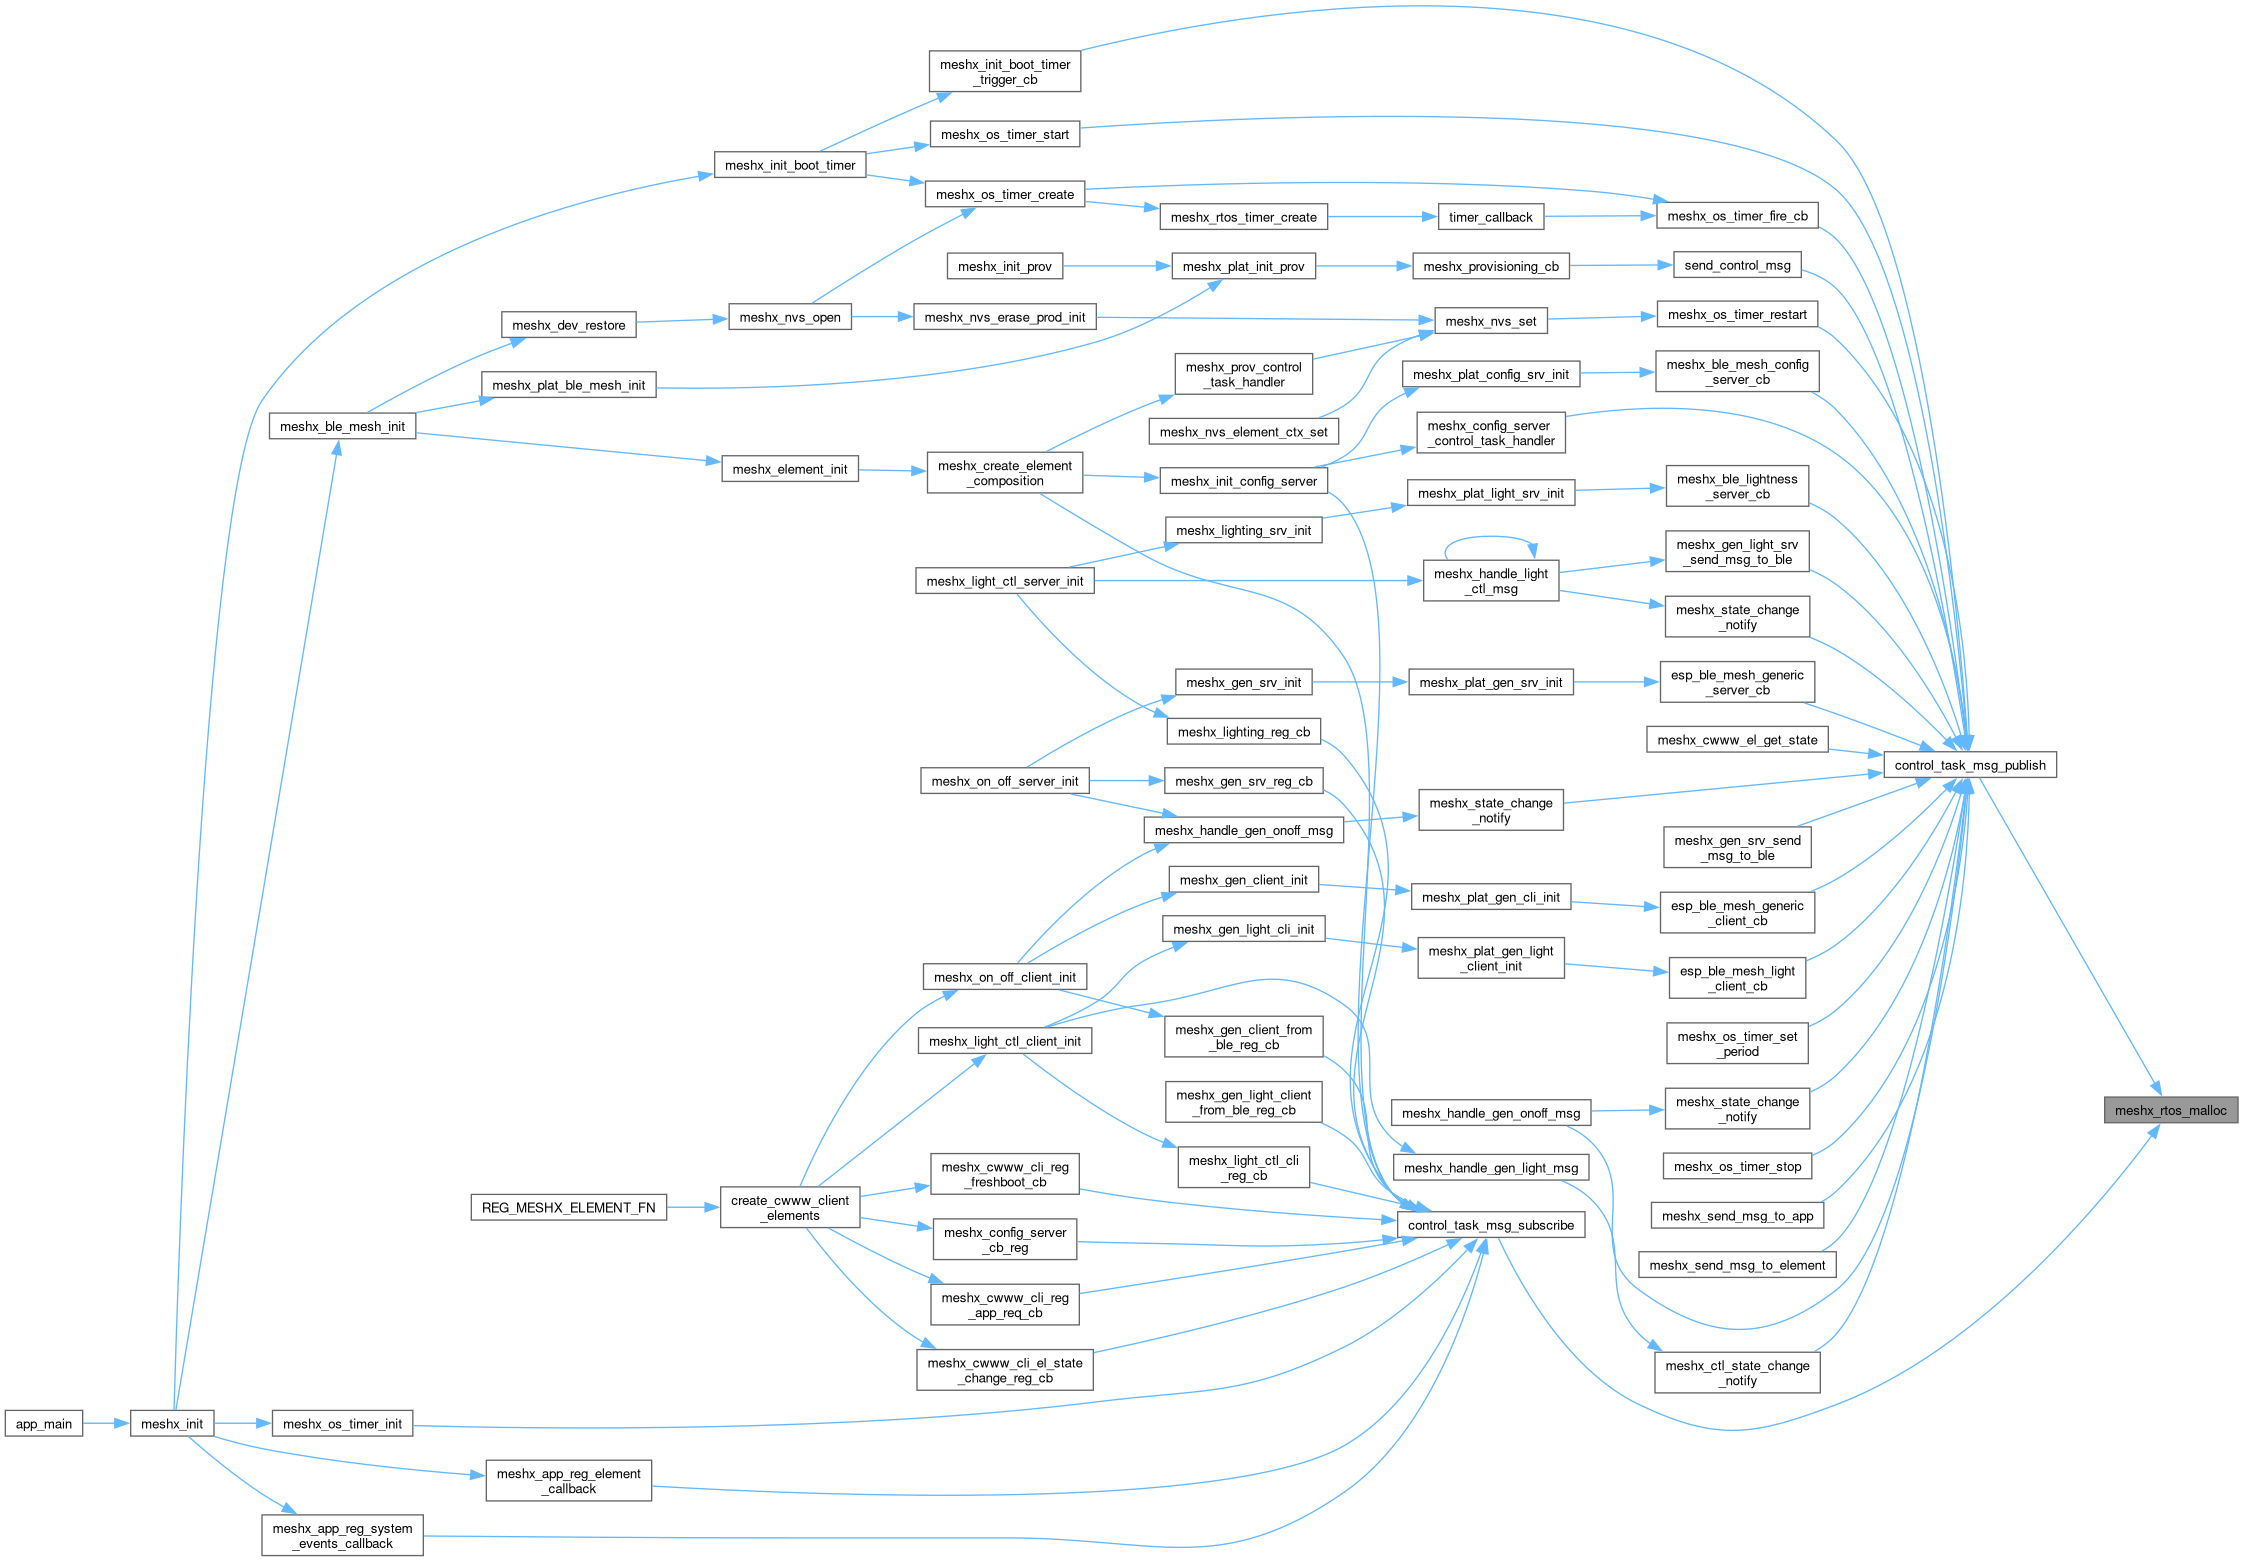 meshx_init_boot_timer
_trigger_cb
meshx_os_timer_start
meshx_init_boot_timer
meshx_os_timer_create
meshx_rtos_timer_create
timer_callback
meshx_os_timer_fire_cb
meshx_init_prov
meshx_plat_init_prov
meshx_provisioning_cb
send_control_msg
meshx_dev_restore
meshx_nvs_open
meshx_nvs_erase_prod_init
meshx_nvs_set
meshx_os_timer_restart
meshx_plat_ble_mesh_init
meshx_prov_control
_task_handler
meshx_plat_config_srv_init
meshx_ble_mesh_config
_server_cb
meshx_ble_mesh_init
meshx_nvs_element_ctx_set
meshx_config_server
_control_task_handler
meshx_element_init
meshx_create_element
_composition
meshx_init_config_server
meshx_plat_light_srv_init
meshx_ble_lightness
_server_cb
meshx_lighting_srv_init
meshx_gen_light_srv
_send_msg_to_ble
meshx_light_ctl_server_init
meshx_handle_light
_ctl_msg
meshx_state_change
_notify
meshx_gen_srv_init
meshx_plat_gen_srv_init
esp_ble_mesh_generic
_server_cb
meshx_lighting_reg_cb
meshx_cwww_el_get_state
control_task_msg_publish
meshx_on_off_server_init
meshx_gen_srv_reg_cb
meshx_state_change
_notify
meshx_handle_gen_onoff_msg
meshx_gen_srv_send
_msg_to_ble
meshx_gen_client_init
meshx_plat_gen_cli_init
esp_ble_mesh_generic
_client_cb
meshx_gen_light_cli_init
meshx_plat_gen_light
_client_init
esp_ble_mesh_light
_client_cb
meshx_on_off_client_init
meshx_light_ctl_client_init
meshx_gen_client_from
_ble_reg_cb
meshx_os_timer_set
_period
meshx_gen_light_client
_from_ble_reg_cb
meshx_handle_gen_onoff_msg
meshx_state_change
_notify
meshx_rtos_malloc
meshx_light_ctl_cli
_reg_cb
meshx_handle_gen_light_msg
meshx_os_timer_stop
meshx_cwww_cli_reg
_freshboot_cb
REG_MESHX_ELEMENT_FN
create_cwww_client
_elements
meshx_config_server
_cb_reg
control_task_msg_subscribe
meshx_send_msg_to_app
meshx_send_msg_to_element
meshx_cwww_cli_reg
_app_req_cb
meshx_cwww_cli_el_state
_change_reg_cb
meshx_ctl_state_change
_notify
app_main
meshx_init
meshx_os_timer_init
meshx_app_reg_element
_callback
meshx_app_reg_system
_events_callback